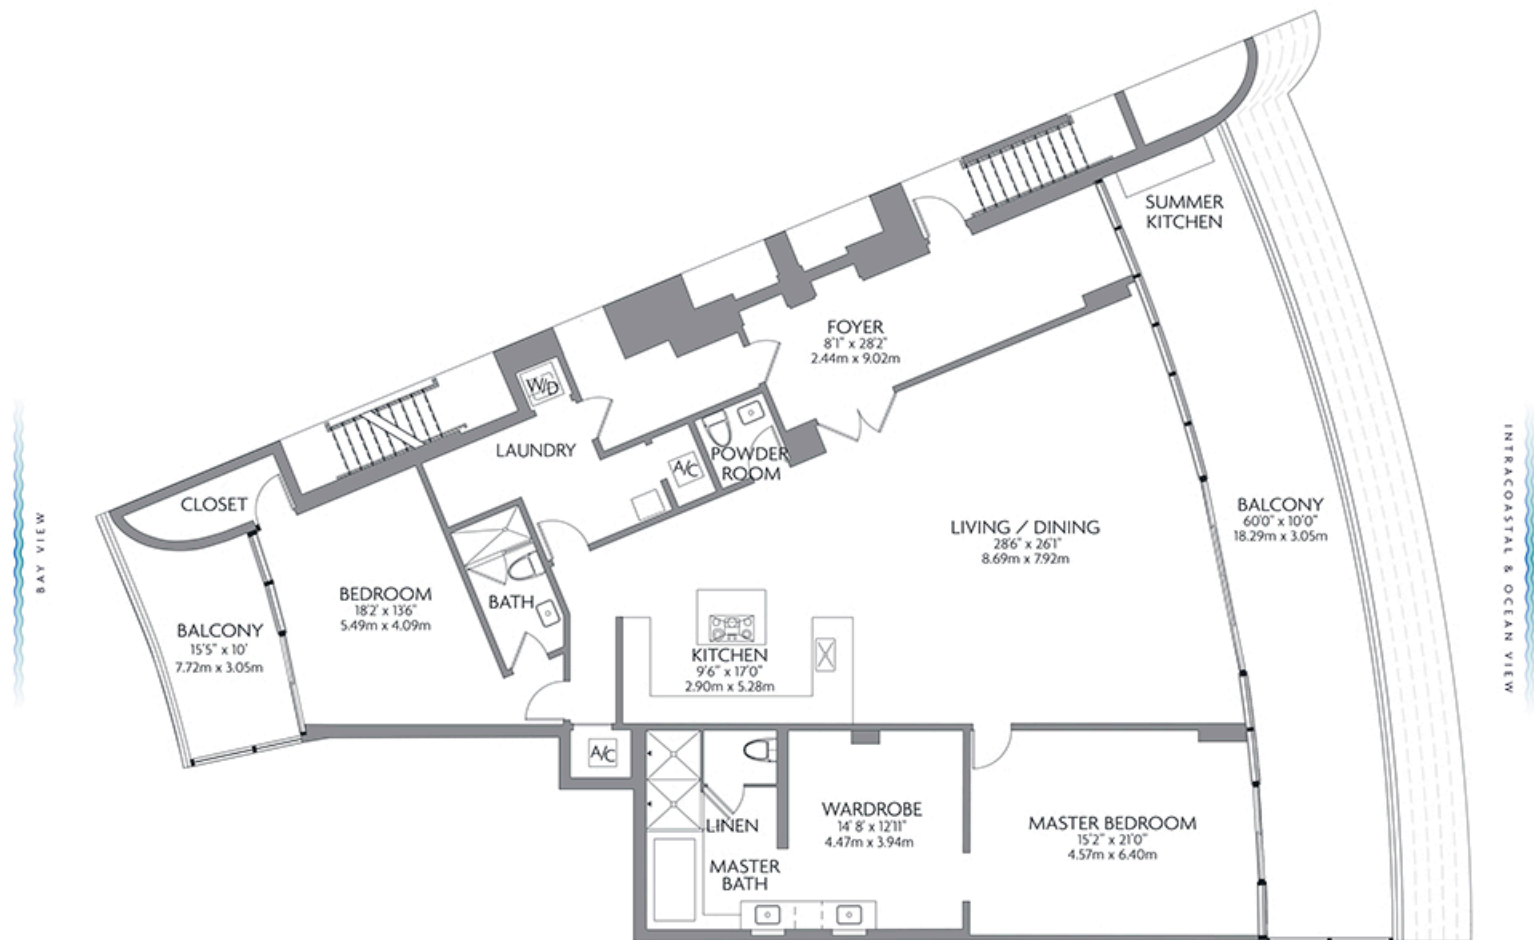 SUMMER
KITCHEN
FOYER
8'1" x 28'2"
2.44m x 9.02m
W/D
LAUNDRY
POWDER
ROOM
A/C
CLOSET
BALCONY
60'0" x 10'0"
18.29m x 3.05m
LIVING / DINING
28'6" x 26'1"
8.69m x 7.92m
BEDROOM
18'2' x 13'6"
5.49m x 4.09m
BATH
BALCONY
15'5" x 10'
7.72m x 3.05m
KITCHEN
9'6" x 17'0"
2.90m x 5.28m
A/C
LINEN
MASTER
BATH
WARDROBE
14' 8' x 12'11"
4.47m x 3.94m
MASTER BEDROOM
15'2" x 21'0"
4.57m x 6.40m
BAY VIEW
INTRACOASTAL & OCEAN VIEW